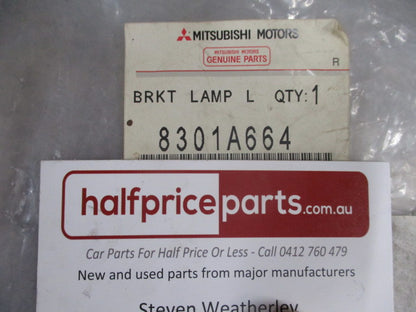 MITSUBISHI MOTORS
MITSUBISHI MOTORS
GENUINE PARTS
R
BRKT LAMP L QTY:1
8301A664
halfpriceparts.com.au
Car Parts For Half Price Or Less - Call 0412 760 479
New and used parts from major manufacturers
Steven Weatherley